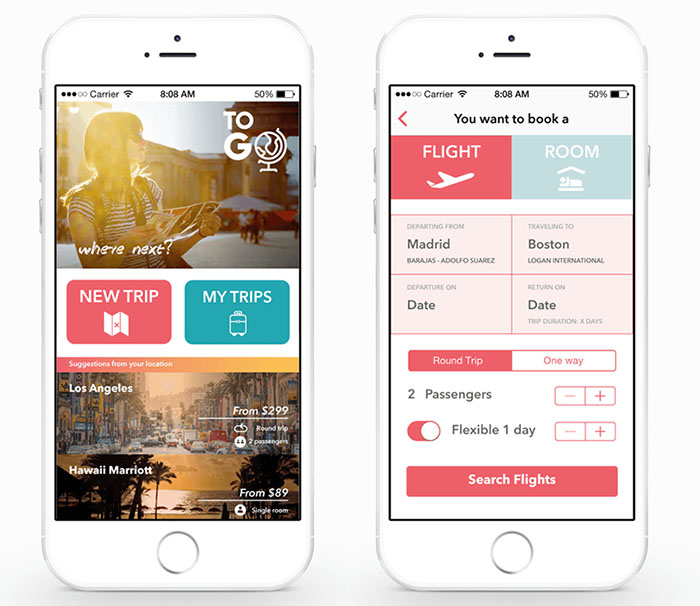 Carrier 8:08 AM 50%
TO
GO
where next?
NEW TRIP
MY TRIPS
Suggestions from your location
Los Angeles
From $299
Round trip
2 passengers
Hawaii Marriott
From $89
Single room
Carrier 8:08 AM 50%
You want to book a
FLIGHT
ROOM
DEPARTING FROM
Madrid
BARAJAS - ADOLFO SUAREZ
TRAVELING TO
Boston
LOGAN INTERNATIONAL
DEPARTURE ON
Date
RETURN ON
Date
TRIP DURATION: X DAYS
Round Trip
One way
2 Passengers
Flexible 1 day
Search Flights